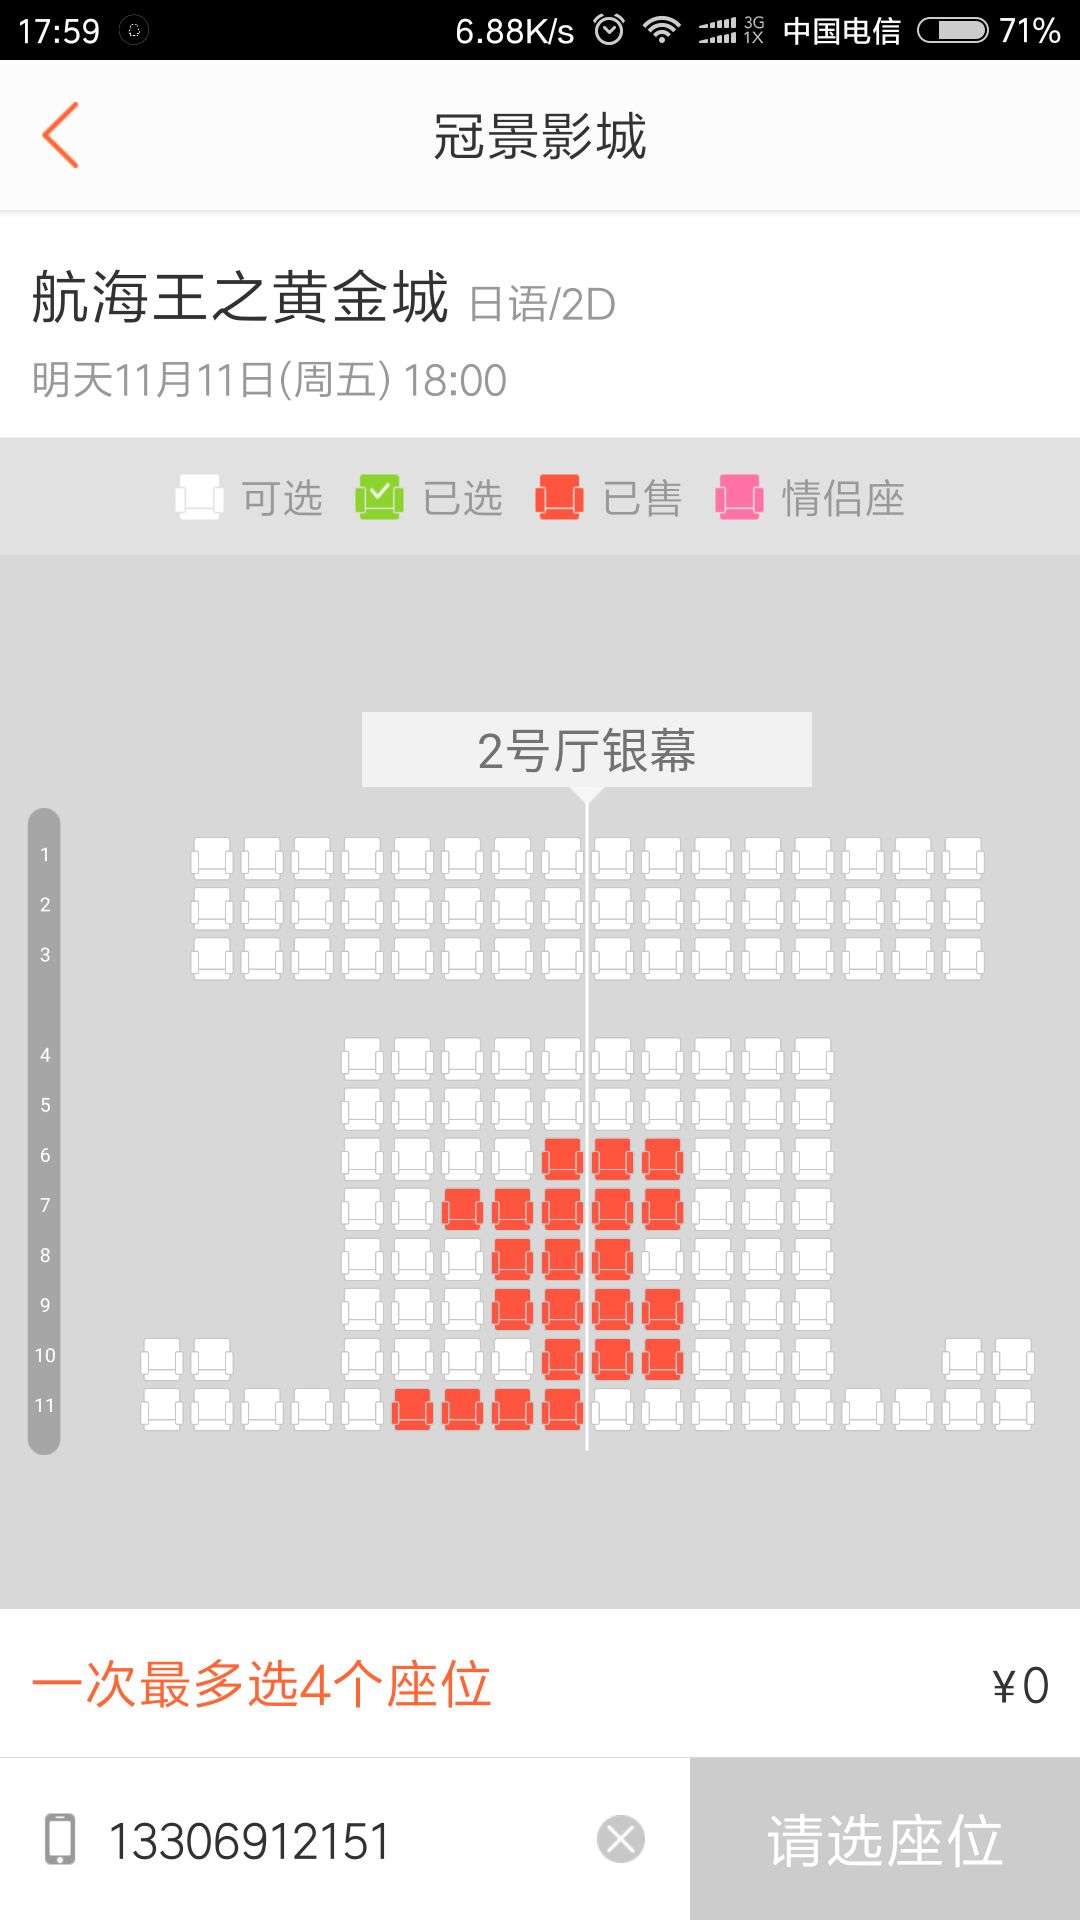 17:59 6.88K/s 3G 1X 中国电信 71%
冠景影城
航海王之黄金城 日语/2D
明天11月11日(周五) 18:00
可选 已选 已售 情侣座
2号厅银幕
1
2
3
4
5
6
7
8
9
10
11
一次最多选4个座位 ¥0
13306912151 请选座位